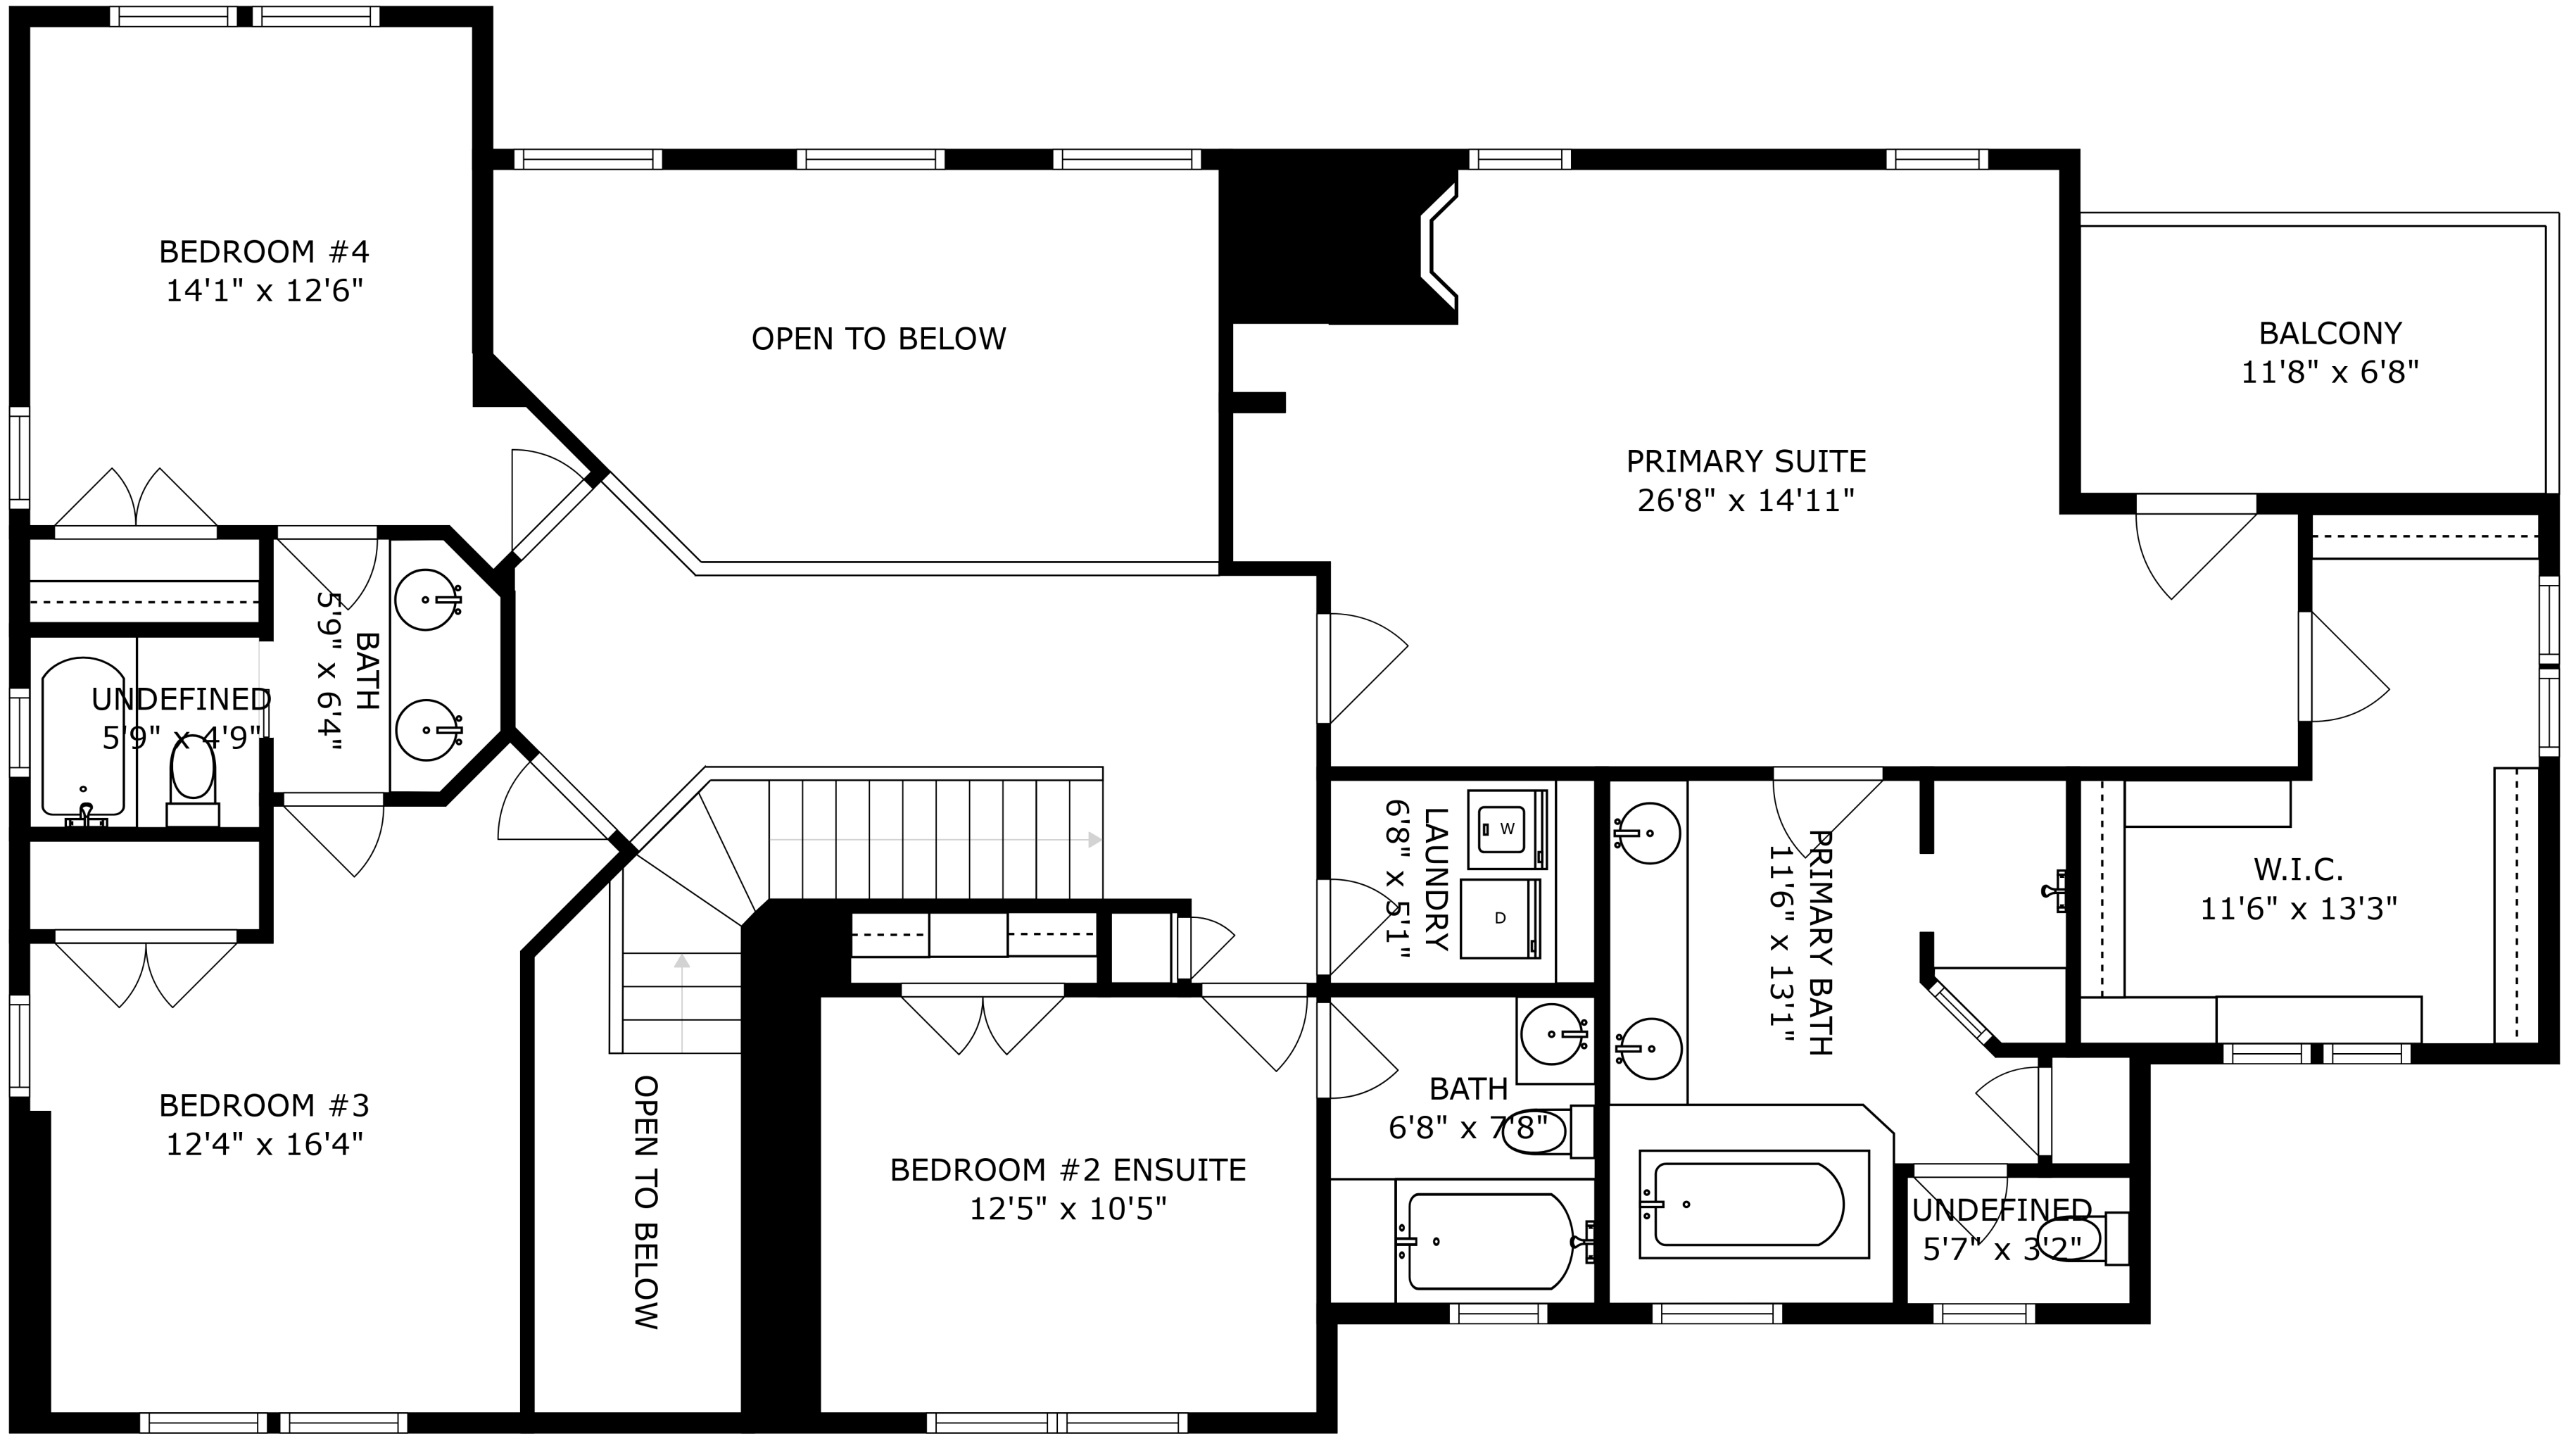 BEDROOM #4
14'1" x 12'6"
OPEN TO BELOW
BALCONY
11'8" x 6'8"
PRIMARY SUITE
26'8" x 14'11"
BATH
5'9" x 6'4"
UNDEFINED
5'9" x 4'9"
LAUNDRY
6'8" x 5'1"
W
D
PRIMARY BATH
11'6" x 13'1"
W.I.C.
11'6" x 13'3"
BEDROOM #3
12'4" x 16'4"
OPEN TO BELOW
BEDROOM #2 ENSUITE
12'5" x 10'5"
BATH
6'8" x 7'8"
UNDEFINED
5'7" x 3'2"